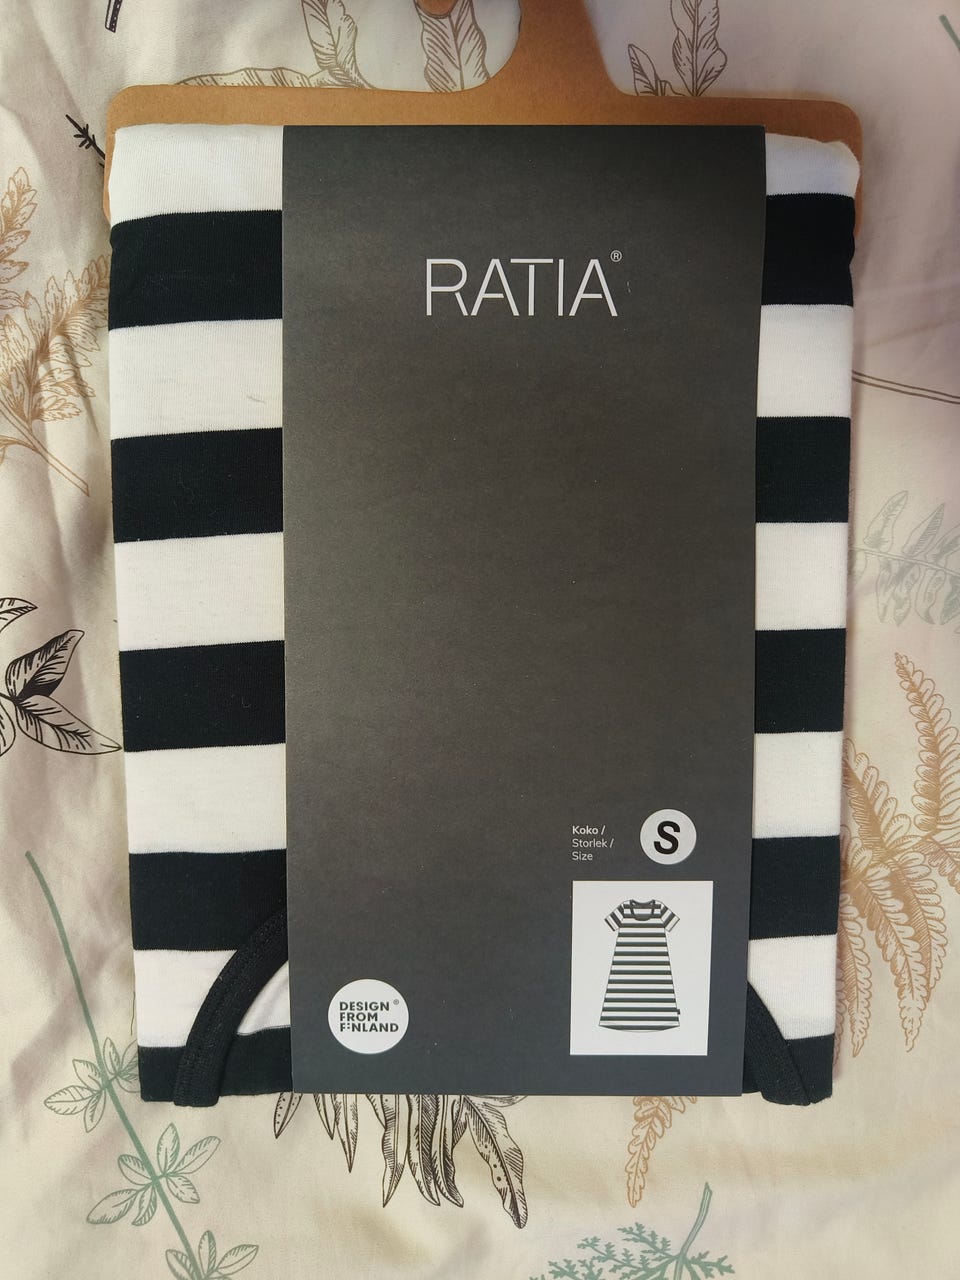 RATIA®
Koko /
Storlek /
Size
S
DESIGN ®
FROM
FINLAND